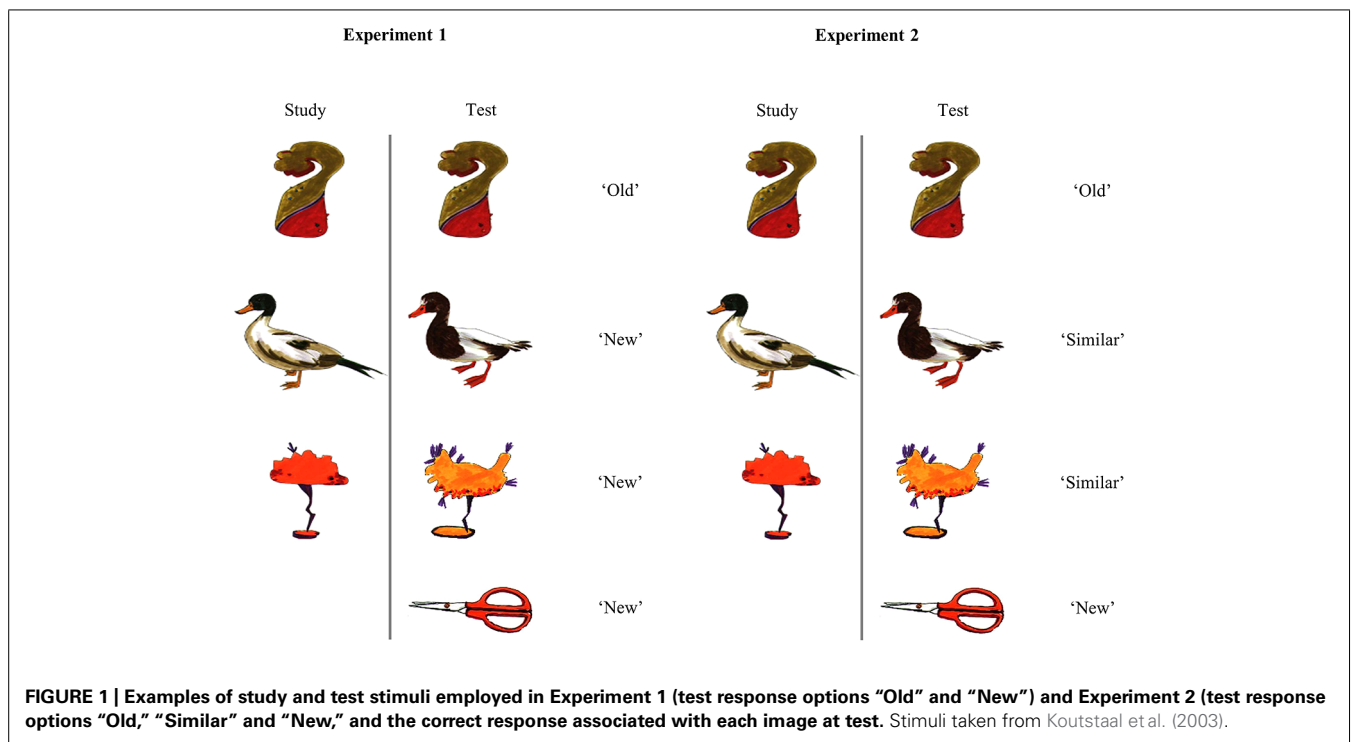 Experiment 1 Experiment 2
Study Test Study Test
‘Old’ ‘Old’
‘New’ ‘Similar’
‘New’ ‘Similar’
‘New’ ‘New’
FIGURE 1 | Examples of study and test stimuli employed in Experiment 1 (test response options “Old” and “New”) and Experiment 2 (test response
options “Old,” “Similar” and “New,” and the correct response associated with each image at test. Stimuli taken from Koutstaal et al. (2003).